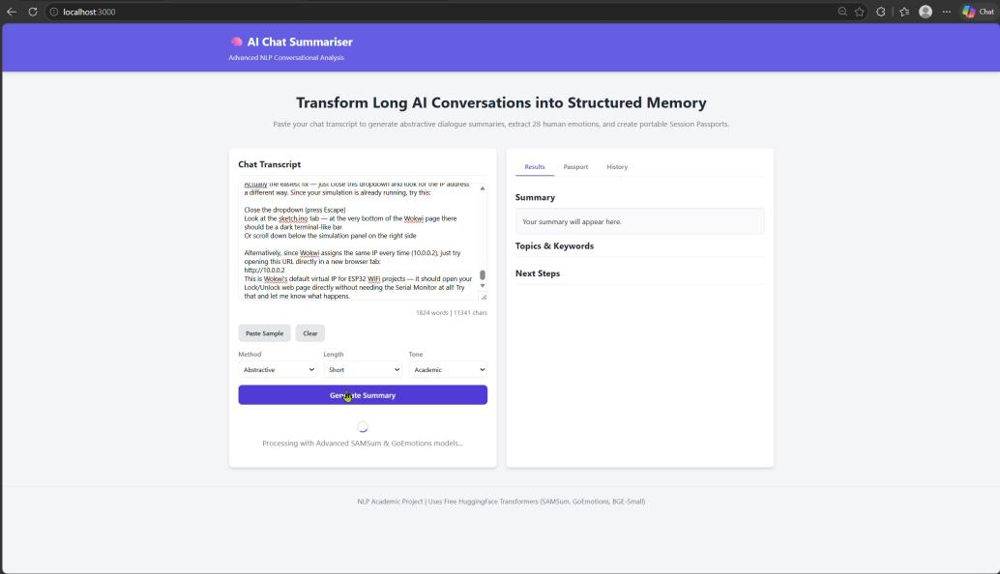 localhost:3000
Chat
AI Chat Summariser
Advanced NLP Conversational Analysis
Transform Long AI Conversations into Structured Memory
Paste your chat transcript to generate abstractive dialogue summaries, extract 28 human emotions, and create portable Session Passports.
Chat Transcript
Actually the easiest fix — just close this dropdown and look for the IP address
a different way. Since your simulation is already running, try this:
Close the dropdown (press Escape)
Look at the sketch.ino tab — at the very bottom of the Wokwi page there
should be a dark terminal-like bar
Or scroll down below the simulation panel on the right side
Alternatively, since Wokwi assigns the same IP every time (10.0.0.2), just try
opening this URL directly in a new browser tab:
http://10.0.0.2
This is Wokwi's default virtual IP for ESP32 WiFi projects — it should open your
Lock/Unlock web page directly without needing the Serial Monitor at all! Try
that and let me know what happens.
1824 words | 11341 chars
Paste Sample
Clear
Method
Length
Tone
Abstractive
Short
Academic
Generate Summary
Processing with Advanced SAMSum & GoEmotions models...
Results
Passport
History
Summary
Your summary will appear here.
Topics & Keywords
Next Steps
NLP Academic Project | Uses Free HuggingFace Transformers (SAMSum, GoEmotions, BGE-Small)